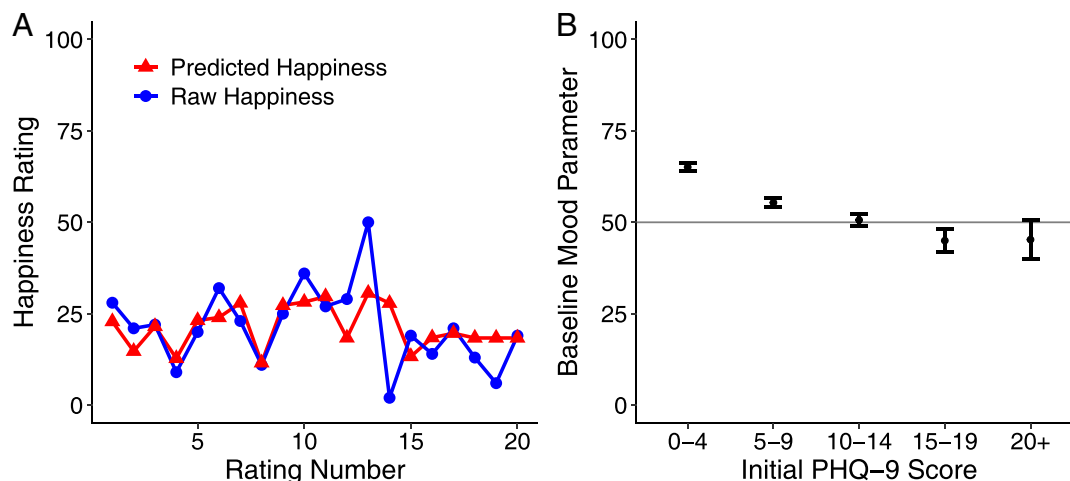 A
Happiness Rating
100
75
50
25
0
Predicted Happiness
Raw Happiness
5
10
15
20
Rating Number
B
Baseline Mood Parameter
100
75
50
25
0
0–4
5–9
10–14
15–19
20+
Initial PHQ–9 Score